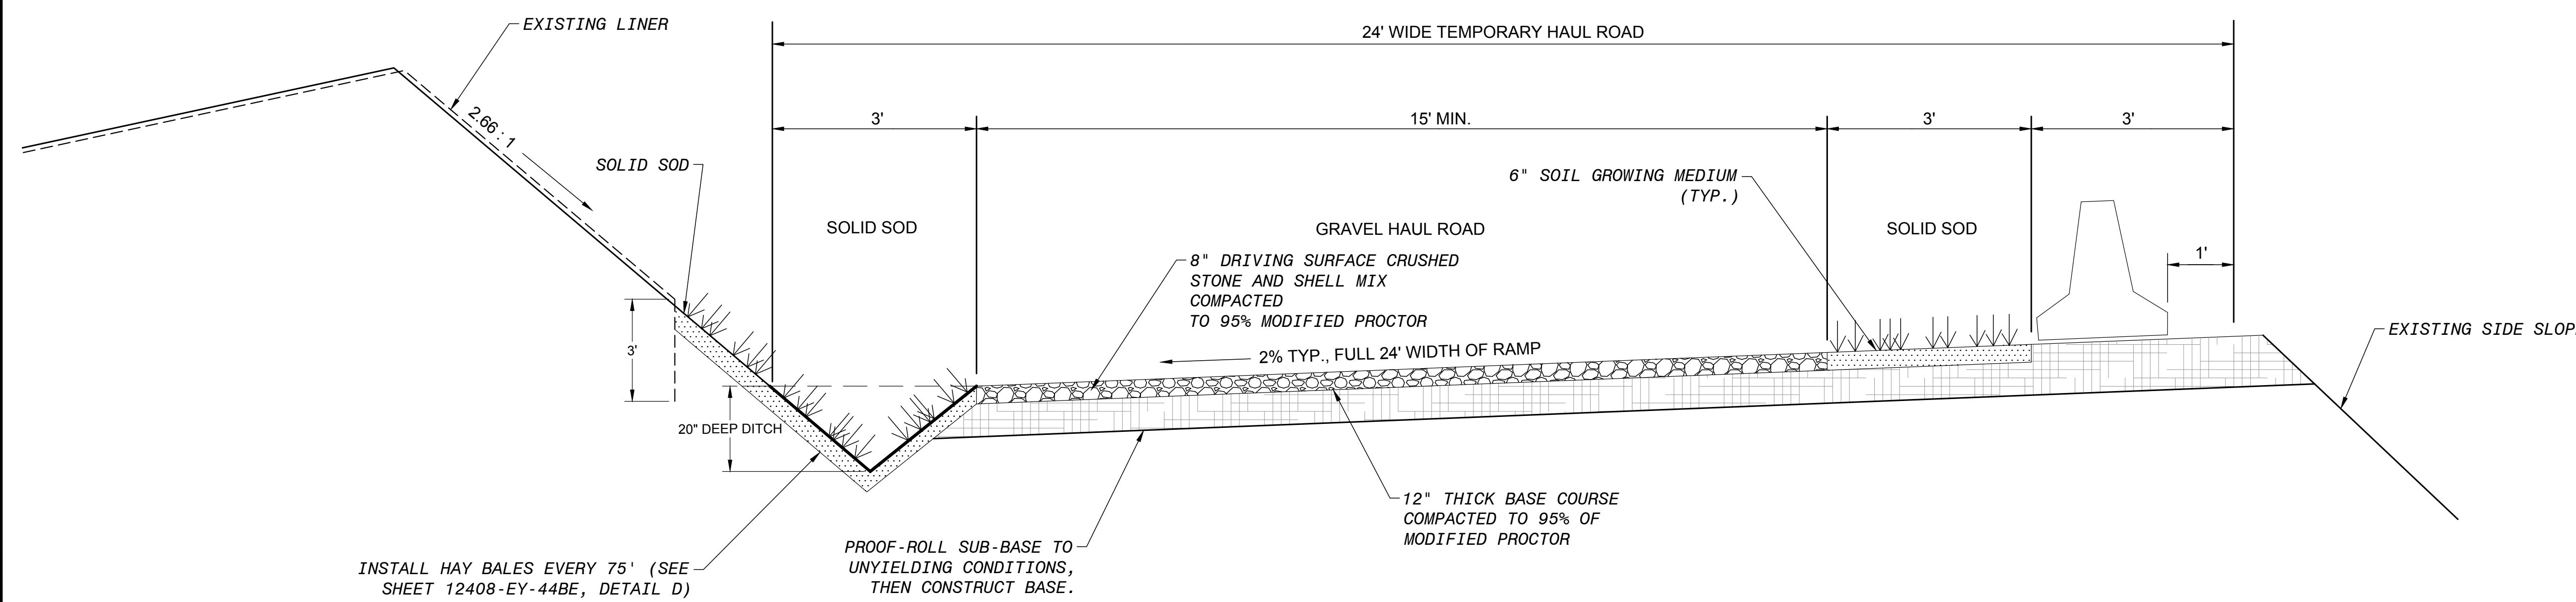 EXISTING LINER
24' WIDE TEMPORARY HAUL ROAD
2.66 : 1
3'
15' MIN.
3'
3'
SOLID SOD
6" SOIL GROWING MEDIUM
(TYP.)
SOLID SOD
GRAVEL HAUL ROAD
SOLID SOD
8" DRIVING SURFACE CRUSHED
STONE AND SHELL MIX
COMPACTED
TO 95% MODIFIED PROCTOR
1'
EXISTING SIDE SLOP
3'
2% TYP., FULL 24' WIDTH OF RAMP
20" DEEP DITCH
12" THICK BASE COURSE
COMPACTED TO 95% OF
MODIFIED PROCTOR
PROOF-ROLL SUB-BASE TO
UNYIELDING CONDITIONS,
THEN CONSTRUCT BASE.
INSTALL HAY BALES EVERY 75' (SEE
SHEET 12408-EY-44BE, DETAIL D)